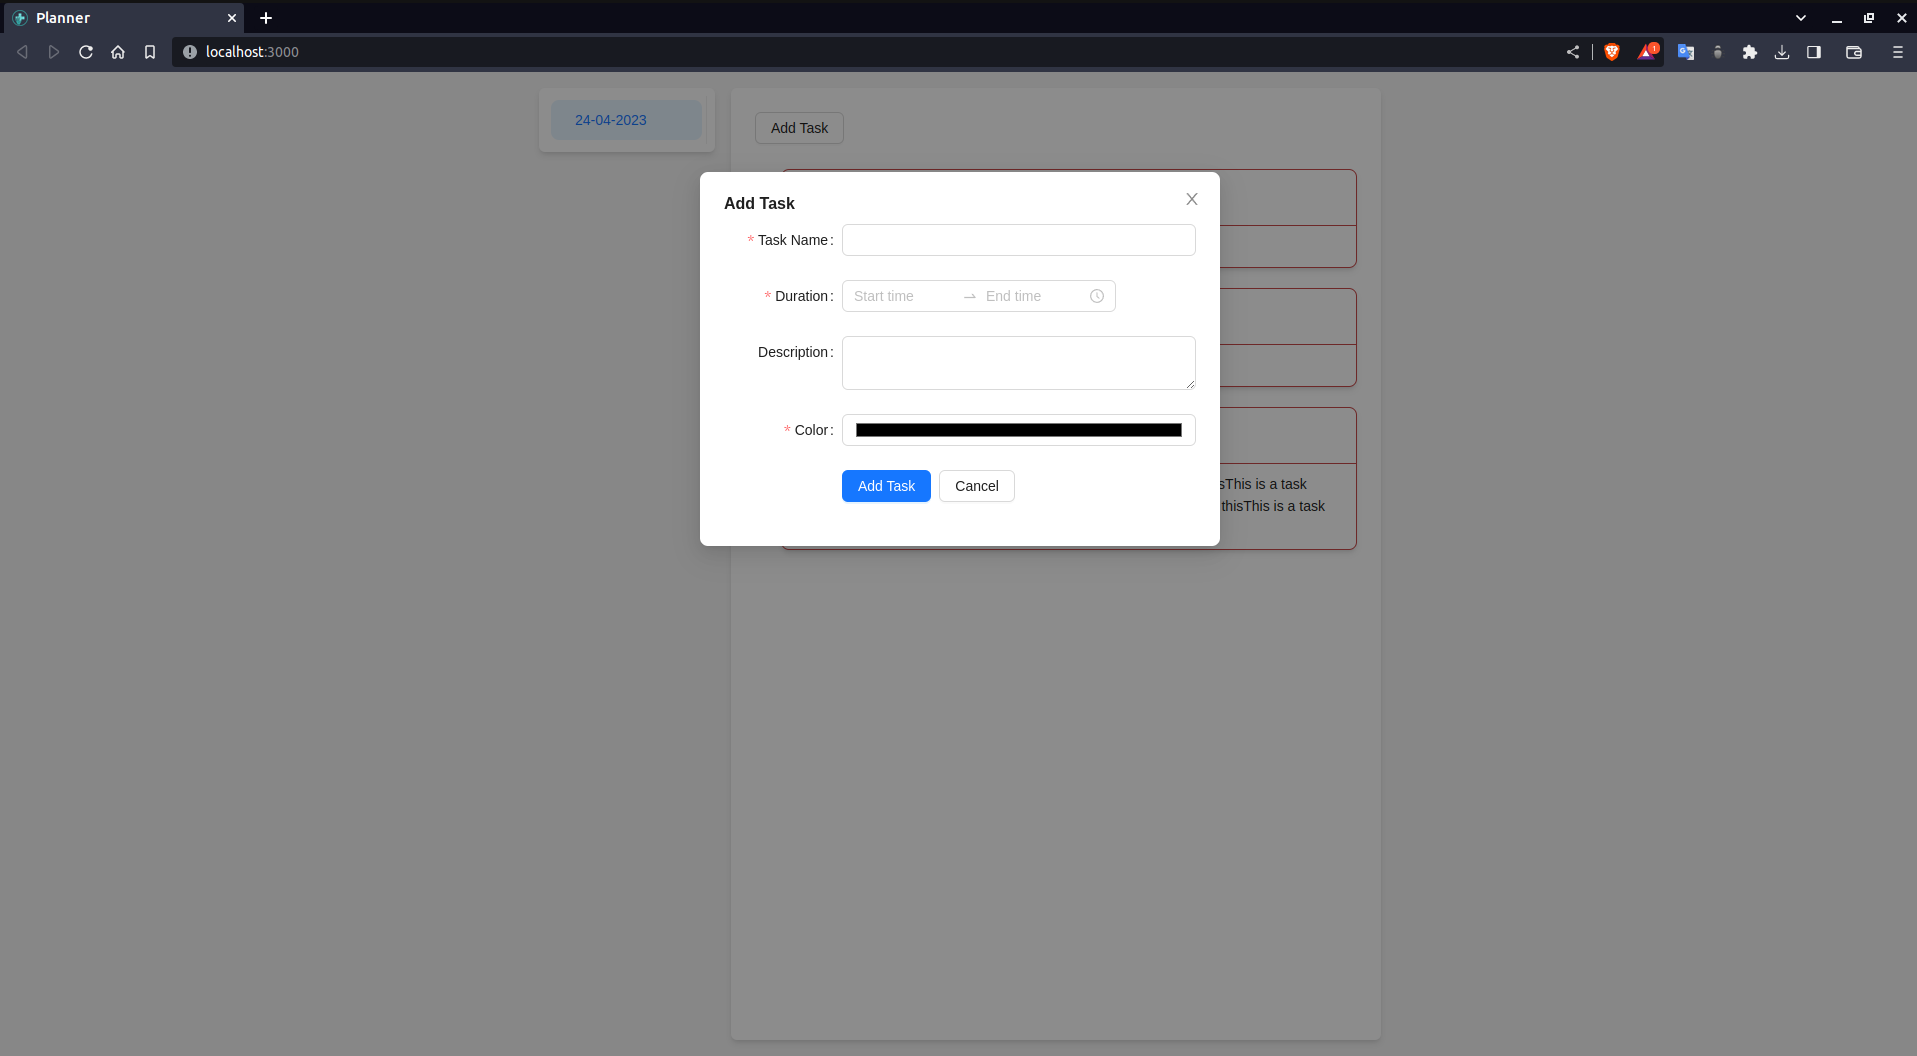 Planner
localhost:3000
1
24-04-2023
Add Task
Add Task
* Task Name:
* Duration: Start time End time
Description:
* Color:
Add Task Cancel
sThis is a task
thisThis is a task